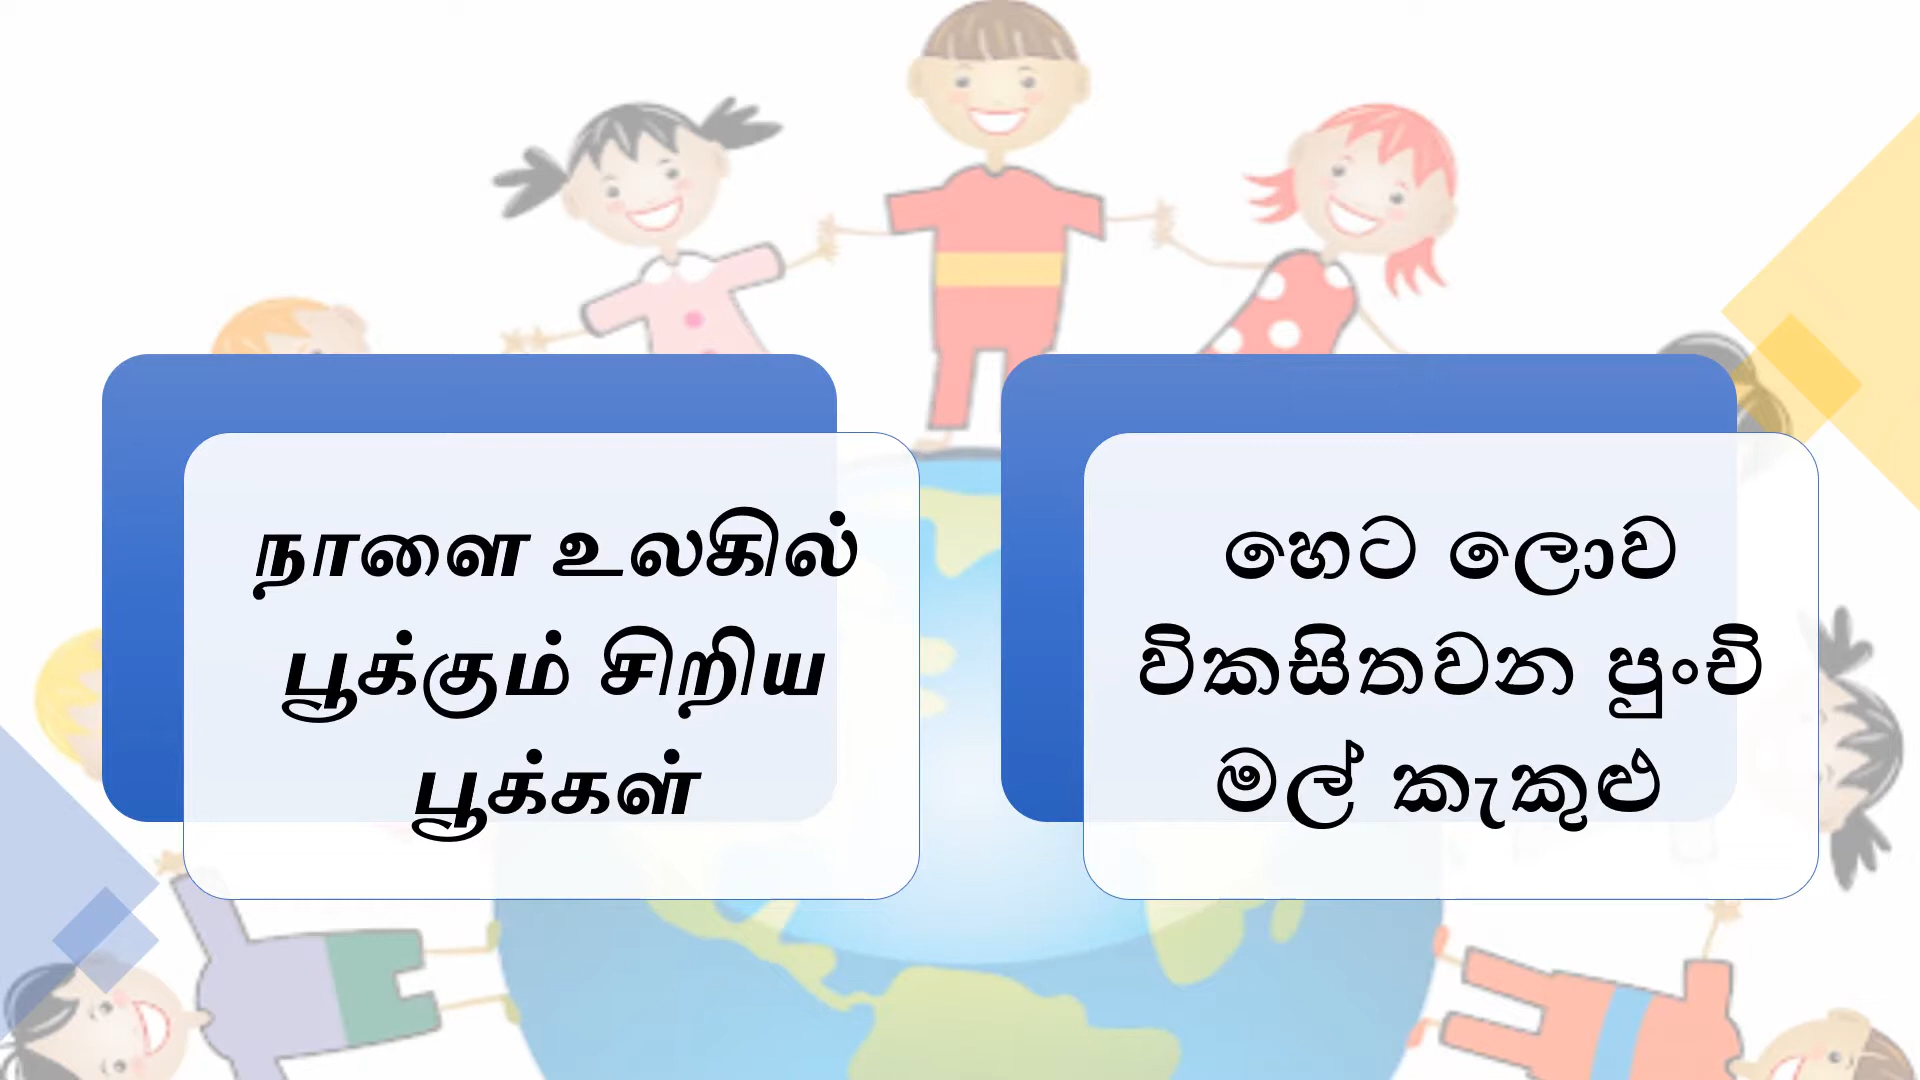 நாளை உலகில்
பூக்கும் சிறிய
பூக்கள்
හෙට ලොව
විකසිතවන පුංචි
මල් කැකුළු